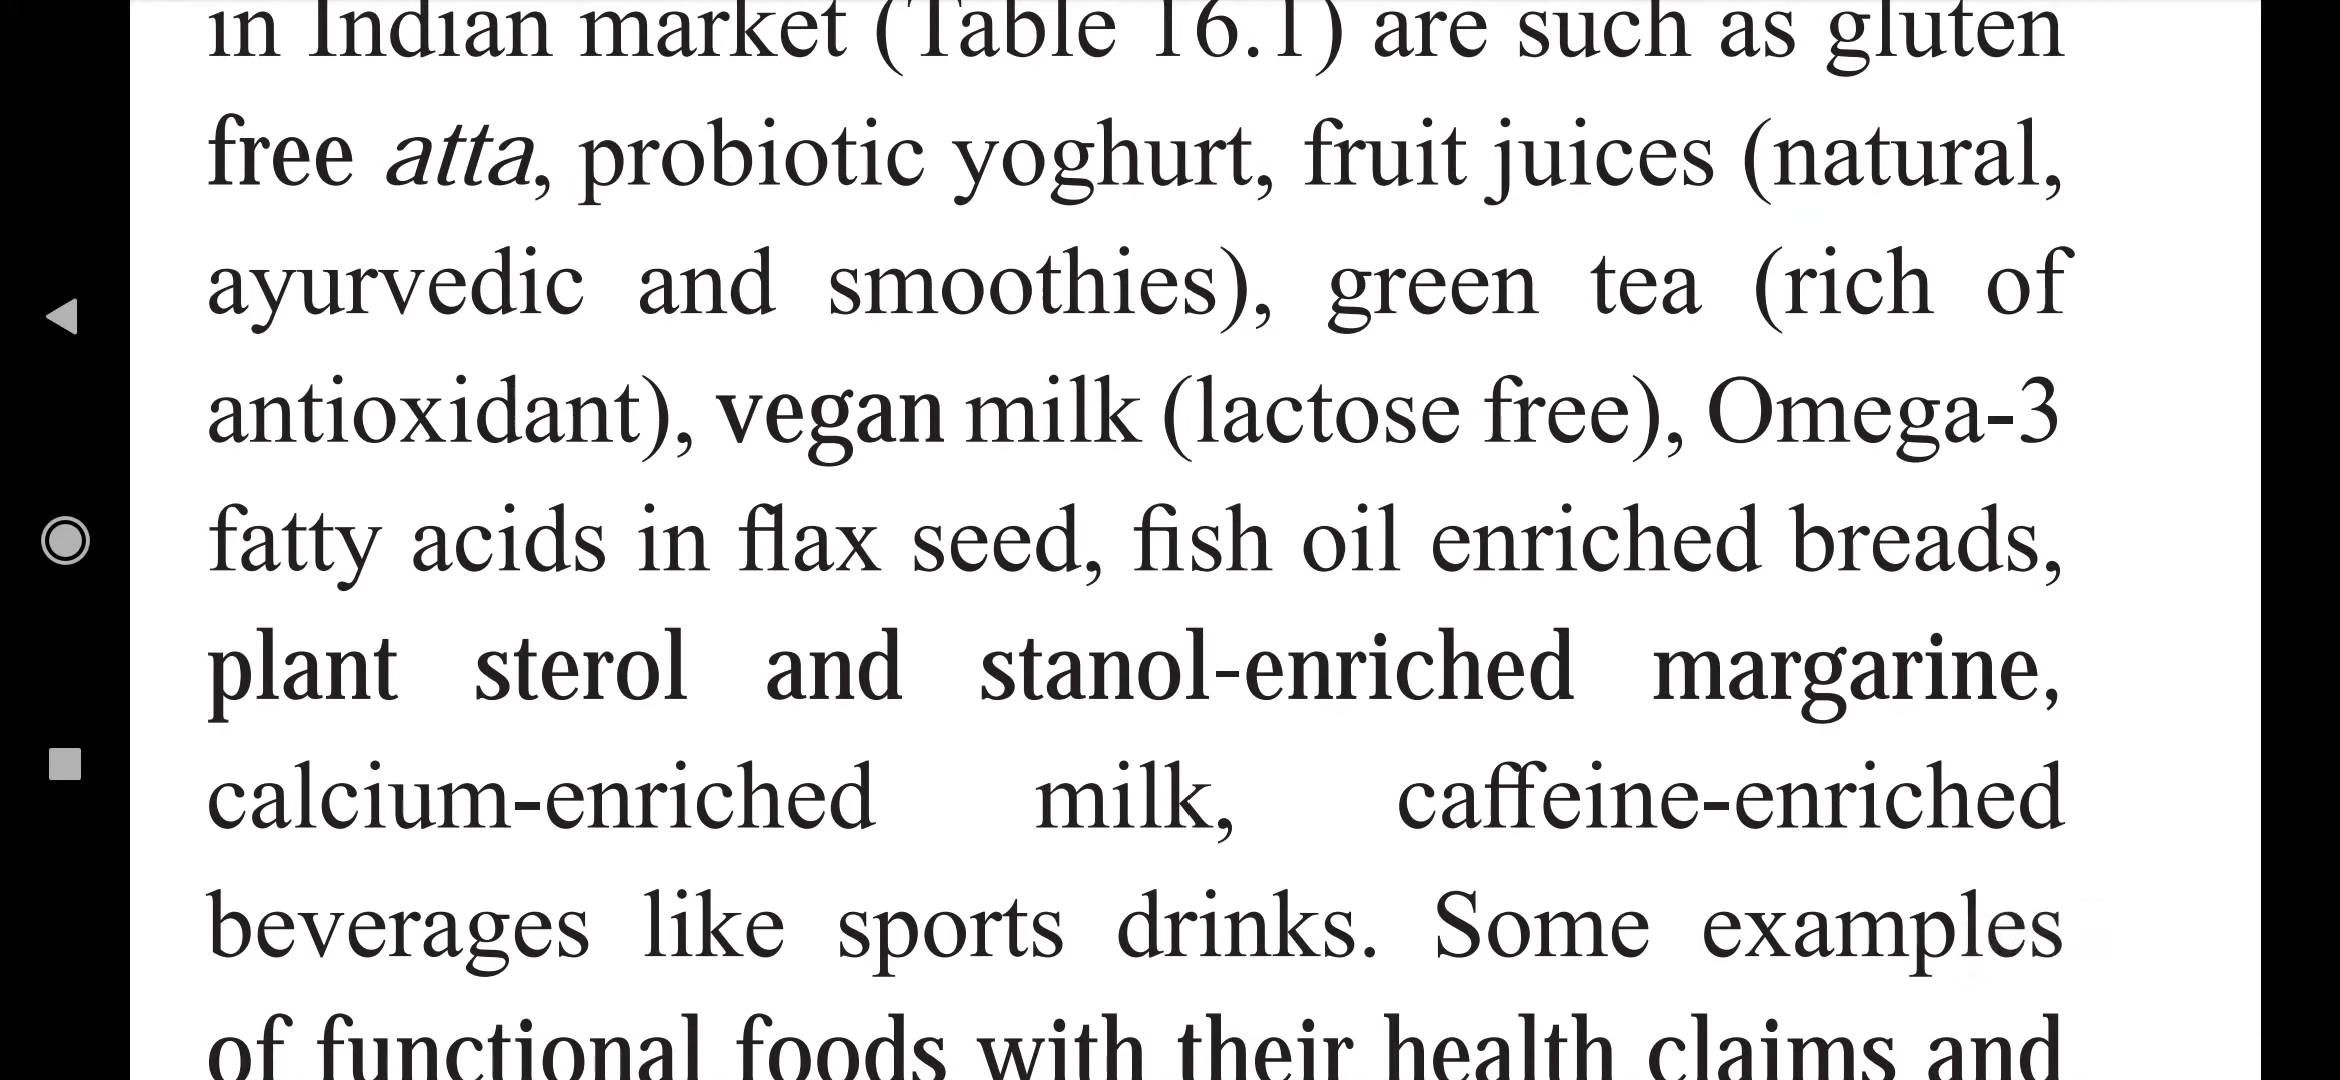 in Indian market (Table 16.1) are such as gluten
free atta, probiotic yoghurt, fruit juices (natural,
ayurvedic and smoothies), green tea (rich of
antioxidant), vegan milk (lactose free), Omega-3
fatty acids in flax seed, fish oil enriched breads,
plant sterol and stanol-enriched margarine,
calcium-enriched milk, caffeine-enriched
beverages like sports drinks. Some examples
of functional foods with their health claims and